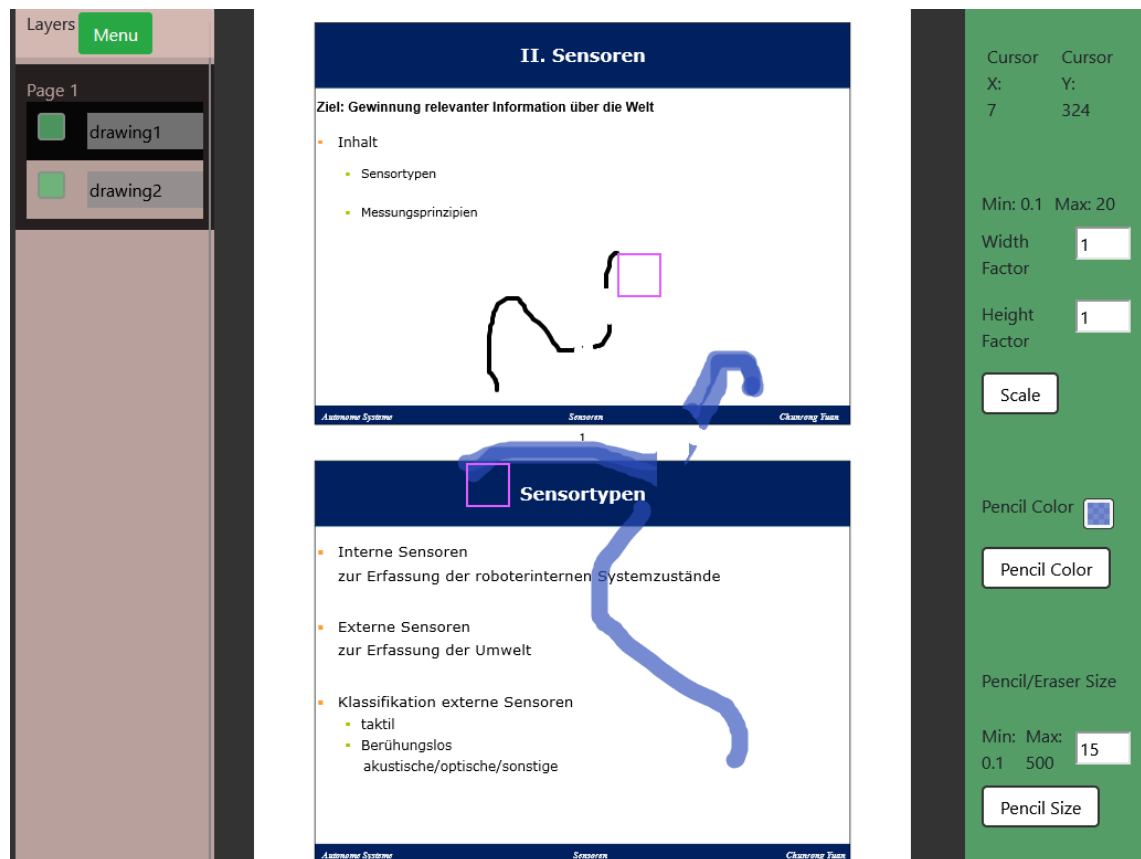 Layers
Menu
Page 1
drawing1
drawing2
II. Sensoren
Ziel: Gewinnung relevanter Information über die Welt
Inhalt
Sensortypen
Messungsprinzipien
Autonome Systeme Sensoren Chunrong Yuan
1
Sensortypen
Interne Sensoren
zur Erfassung der roboterinternen Systemzustände
Externe Sensoren
zur Erfassung der Umwelt
Klassifikation externe Sensoren
taktil
Berühungslos
akustische/optische/sonstige
Autonome Systeme Sensoren Chunrong Yuan
Cursor X: 7
Cursor Y: 324
Min: 0.1 Max: 20
Width Factor 1
Height Factor 1
Scale
Pencil Color
Pencil Color
Pencil/Eraser Size
Min: 0.1 Max: 500 15
Pencil Size